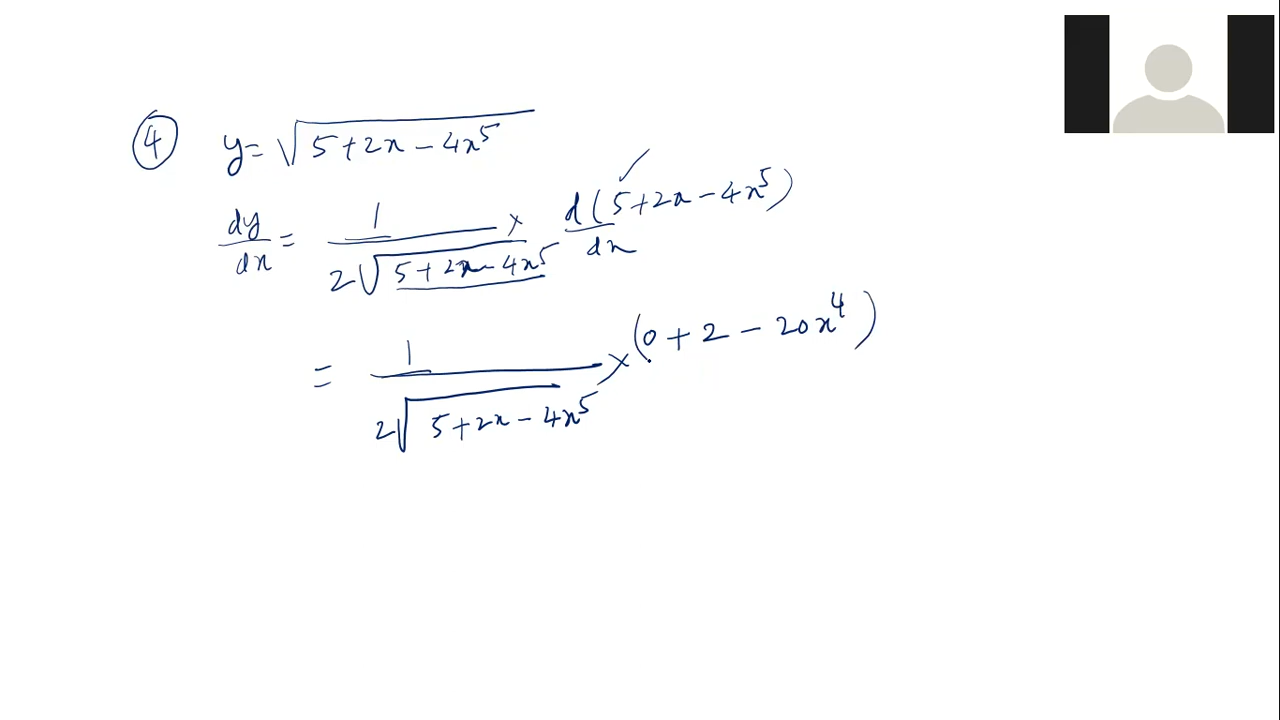 ④ y = √(5+2x-4x⁵)
dy/dx = 1/(2√(5+2x-4x⁵)) × d(5+2x-4x⁵)/dx
= 1/(2√(5+2x-4x⁵)) × (0+2-20x⁴)